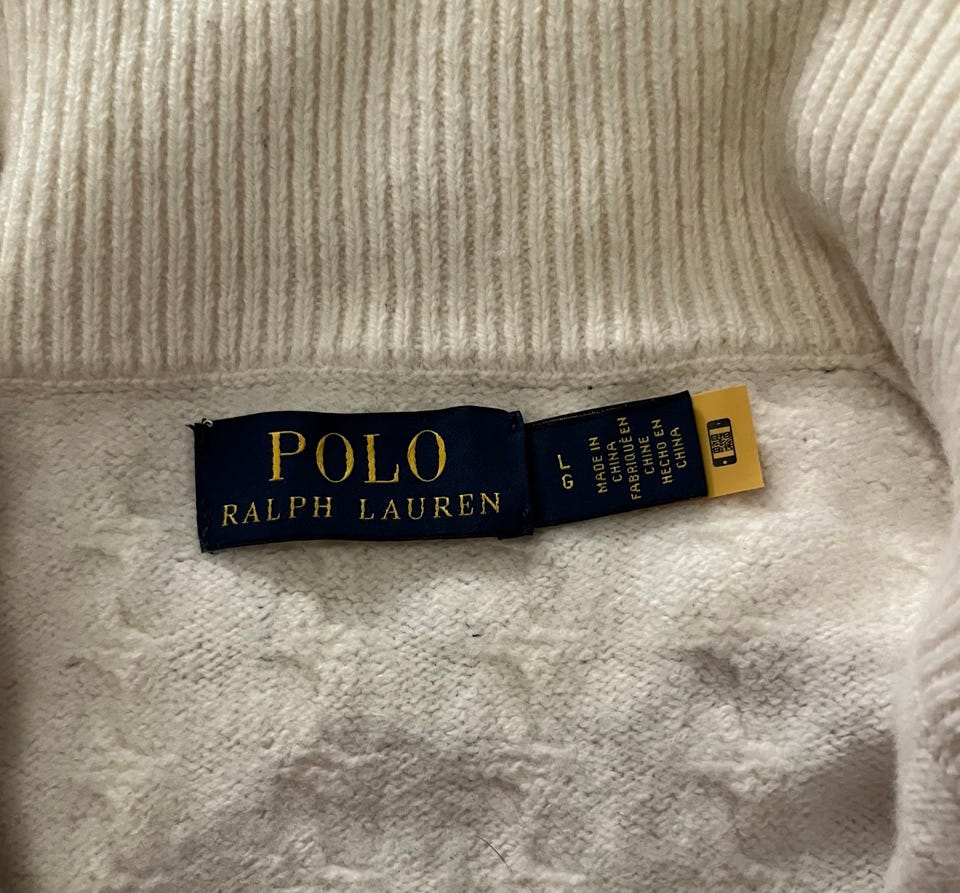 POLO
RALPH LAUREN
L
G
MADE IN
CHINA
FABRIQUÉ EN
CHINE
HECHO EN
CHINA